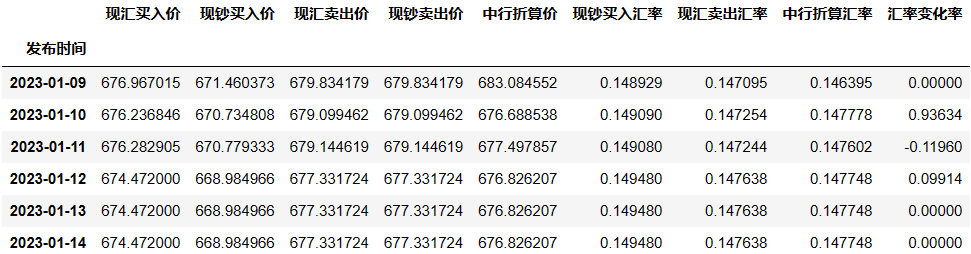 现汇买入价 现钞买入价 现汇卖出价 现钞卖出价 中行折算价 现钞买入汇率 现汇卖出汇率 中行折算汇率 汇率变化率
发布时间
2023-01-09 676.967015 671.460373 679.834179 679.834179 683.084552 0.148929 0.147095 0.146395 0.00000
2023-01-10 676.236846 670.734808 679.099462 679.099462 676.688538 0.149090 0.147254 0.147778 0.93634
2023-01-11 676.282905 670.779333 679.144619 679.144619 677.497857 0.149080 0.147244 0.147602 -0.11960
2023-01-12 674.472000 668.984966 677.331724 677.331724 676.826207 0.149480 0.147638 0.147748 0.09914
2023-01-13 674.472000 668.984966 677.331724 677.331724 676.826207 0.149480 0.147638 0.147748 0.00000
2023-01-14 674.472000 668.984966 677.331724 677.331724 676.826207 0.149480 0.147638 0.147748 0.00000